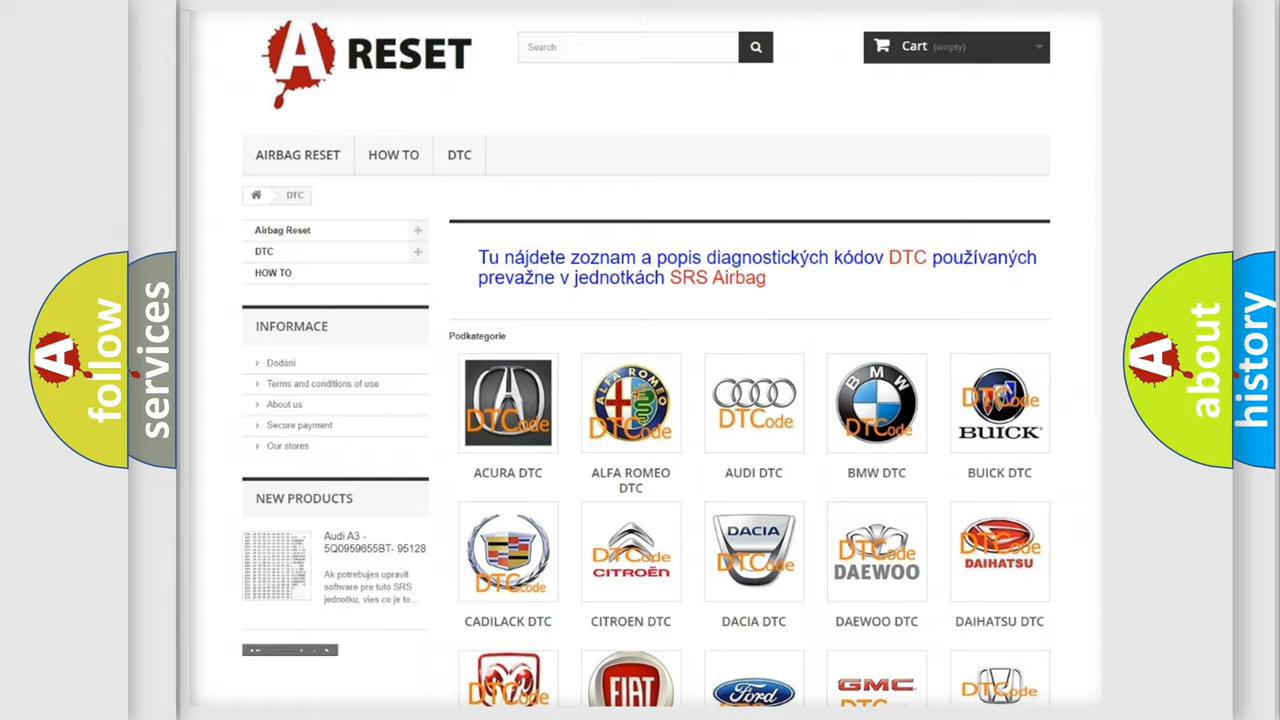 A RESET
Search
Cart (empty)
AIRBAG RESET
HOW TO
DTC
DTC
Airbag Reset
DTC
HOW TO
INFORMACE
Dodání
Terms and conditions of use
About us
Secure payment
Our stores
NEW PRODUCTS
Audi A3 -
5Q0959655BT- 95128
Ak potrebujes upravit
software pre tuto SRS
jednotku, vies co je to...
Tu nájdete zoznam a popis diagnostických kódov DTC používaných
prevažne v jednotkách SRS Airbag
Podkategorie
DTCode
ALFA ROMEO
DTCode
DTCode
BMW
DTCode
DTCode
BUICK
ACURA DTC
ALFA ROMEO
DTC
AUDI DTC
BMW DTC
BUICK DTC
DTCode
DTCode
CITROËN
DACIA
DTCode
DTCode
DAEWOO
DTCode
DAIHATSU
CADILACK DTC
CITROEN DTC
DACIA DTC
DAEWOO DTC
DAIHATSU DTC
DTCode
FIAT
Ford
GMC
DTCode
A follow
services
A about
history